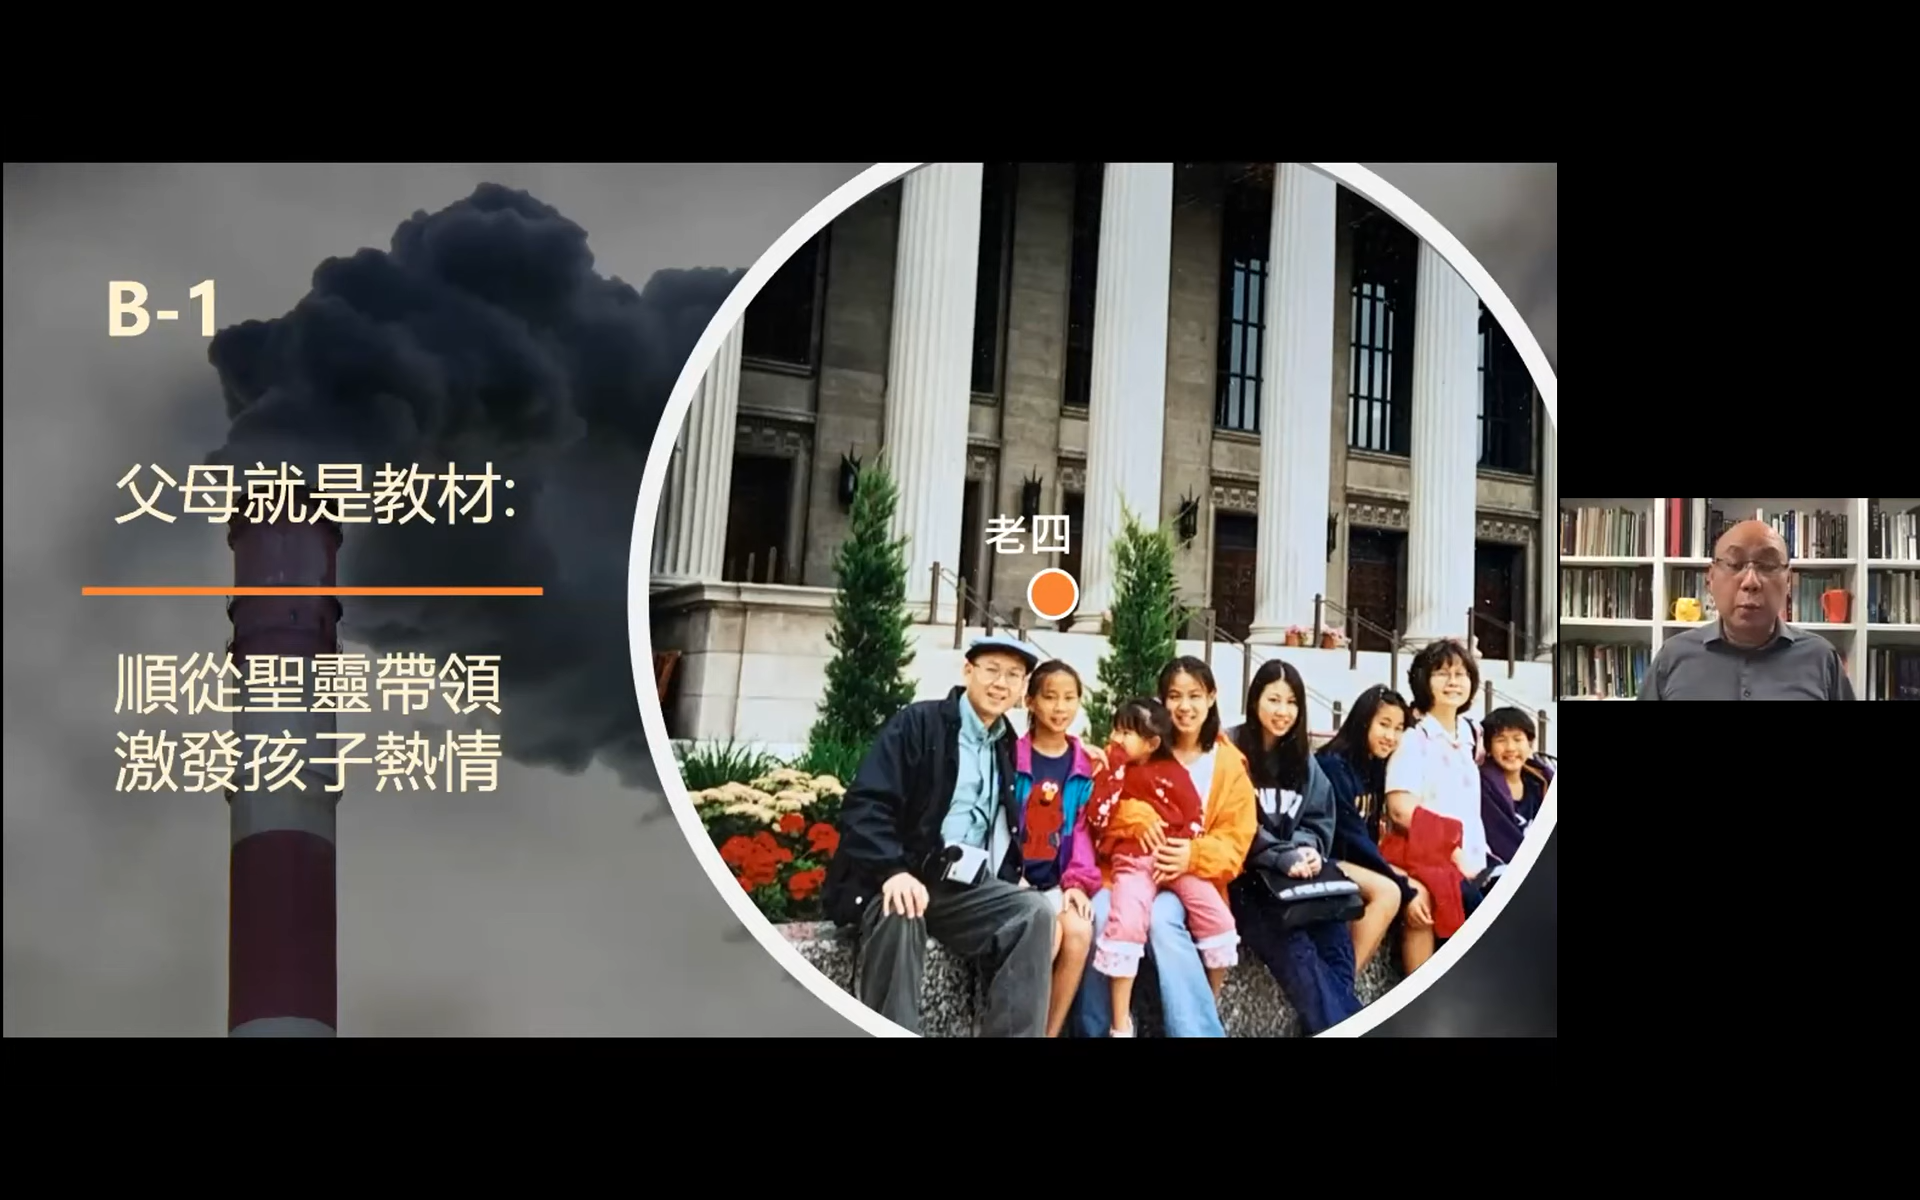 B-1
父母就是教材:
順從聖靈帶領
激發孩子熱情
老四